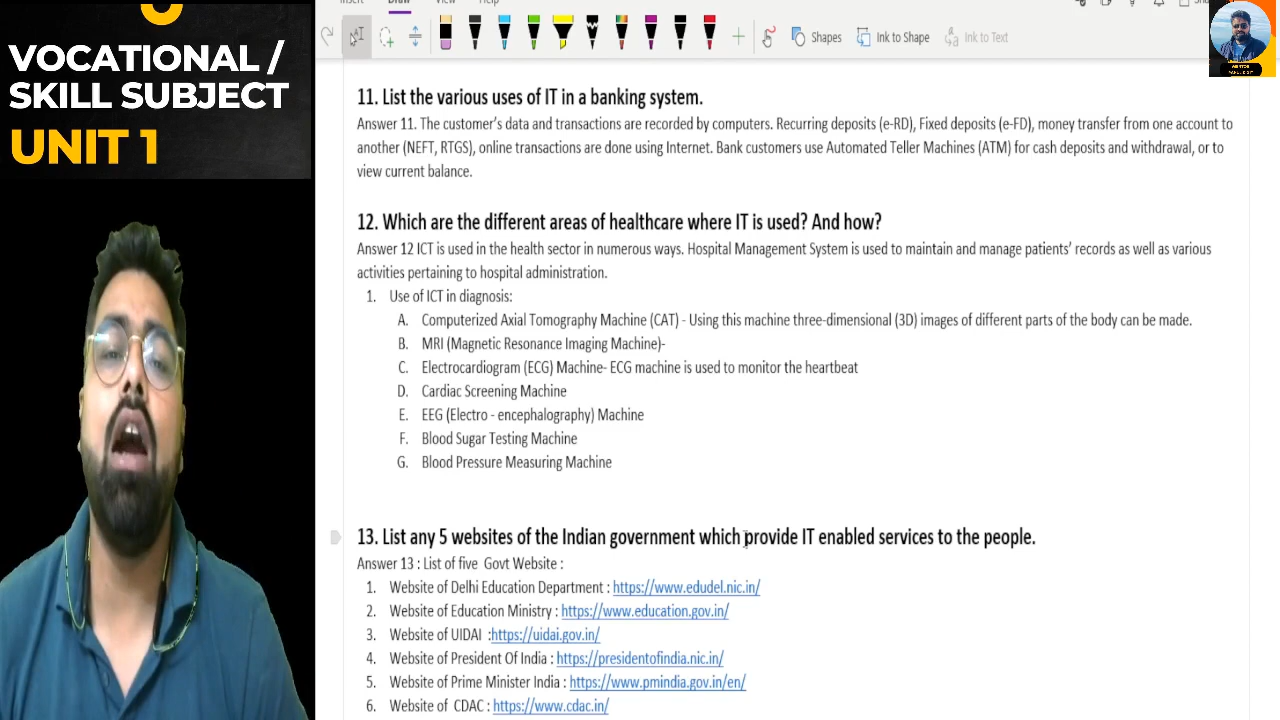 VOCATIONAL /
SKILL SUBJECT
UNIT 1
Draw
View
Shapes
Ink to Shape
Ink to Text
11. List the various uses of IT in a banking system.
Answer 11. The customer's data and transactions are recorded by computers. Recurring deposits (e-RD), Fixed deposits (e-FD), money transfer from one account to
another (NEFT, RTGS), online transactions are done using Internet. Bank customers use Automated Teller Machines (ATM) for cash deposits and withdrawal, or to
view current balance.
12. Which are the different areas of healthcare where IT is used? And how?
Answer 12 ICT is used in the health sector in numerous ways. Hospital Management System is used to maintain and manage patients' records as well as various
activities pertaining to hospital administration.
1. Use of ICT in diagnosis:
A. Computerized Axial Tomography Machine (CAT) - Using this machine three-dimensional (3D) images of different parts of the body can be made.
B. MRI (Magnetic Resonance Imaging Machine)-
C. Electrocardiogram (ECG) Machine- ECG machine is used to monitor the heartbeat
D. Cardiac Screening Machine
E. EEG (Electro - encephalography) Machine
F. Blood Sugar Testing Machine
G. Blood Pressure Measuring Machine
13. List any 5 websites of the Indian government which provide IT enabled services to the people.
Answer 13 : List of five Govt Website :
1. Website of Delhi Education Department : https://www.edudel.nic.in/
2. Website of Education Ministry : https://www.education.gov.in/
3. Website of UIDAI :https://uidai.gov.in/
4. Website of President Of India : https://presidentofindia.nic.in/
5. Website of Prime Minister India : https://www.pmindia.gov.in/en/
6. Website of CDAC : https://www.cdac.in/